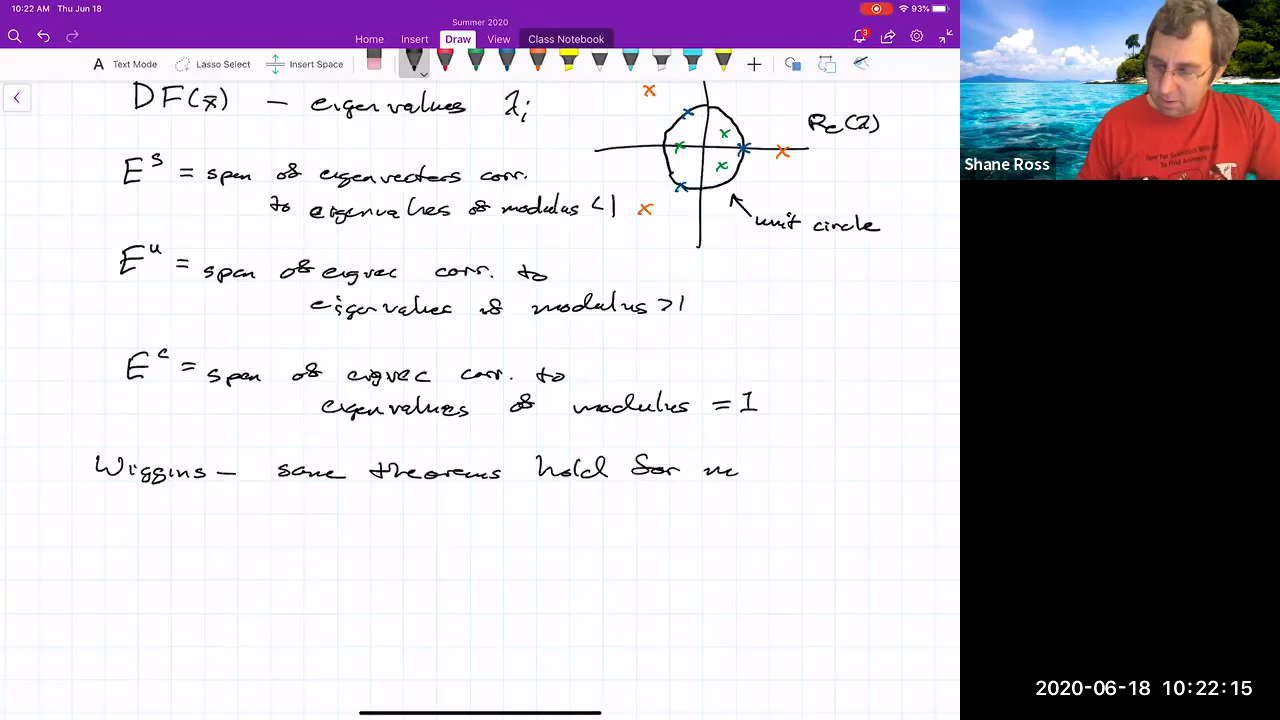 10:22 AM Thu Jun 18
93%
Summer 2020
Home Insert Draw View Class Notebook
3
A Text Mode Lasso Select Insert Space
DF(x̄) — eigenvalues λi
Re(λ)
E^s = span of eigenvectors corr.
to eigenvalues of modulus < 1
unit circle
E^u = span of eigvec corr. to
eigenvalues of modulus > 1
E^c = span of eigvec corr. to
eigenvalues of modulus = 1
Wiggins — same theorems hold for m
Shane Ross
2020-06-18 10:22:15